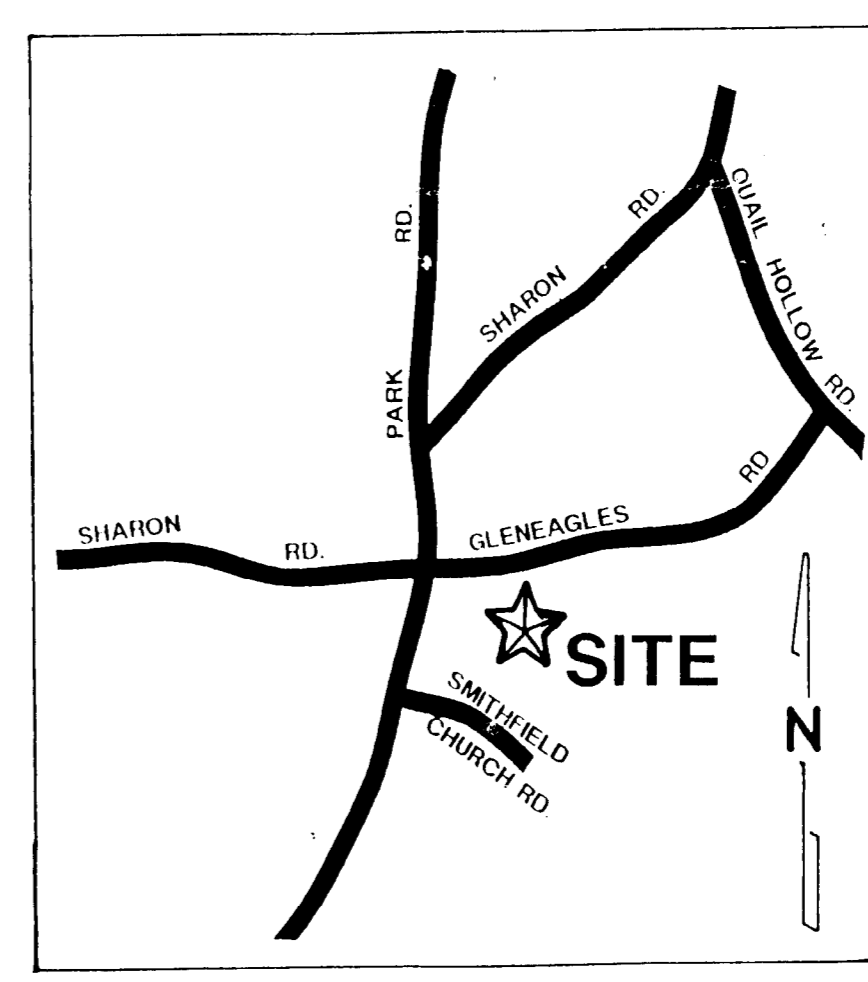 PARK RD.
SHARON RD.
QUAIL HOLLOW RD.
SHARON RD.
GLENEAGLES RD
SITE
SMITHFIELD
CHURCH RD.
N